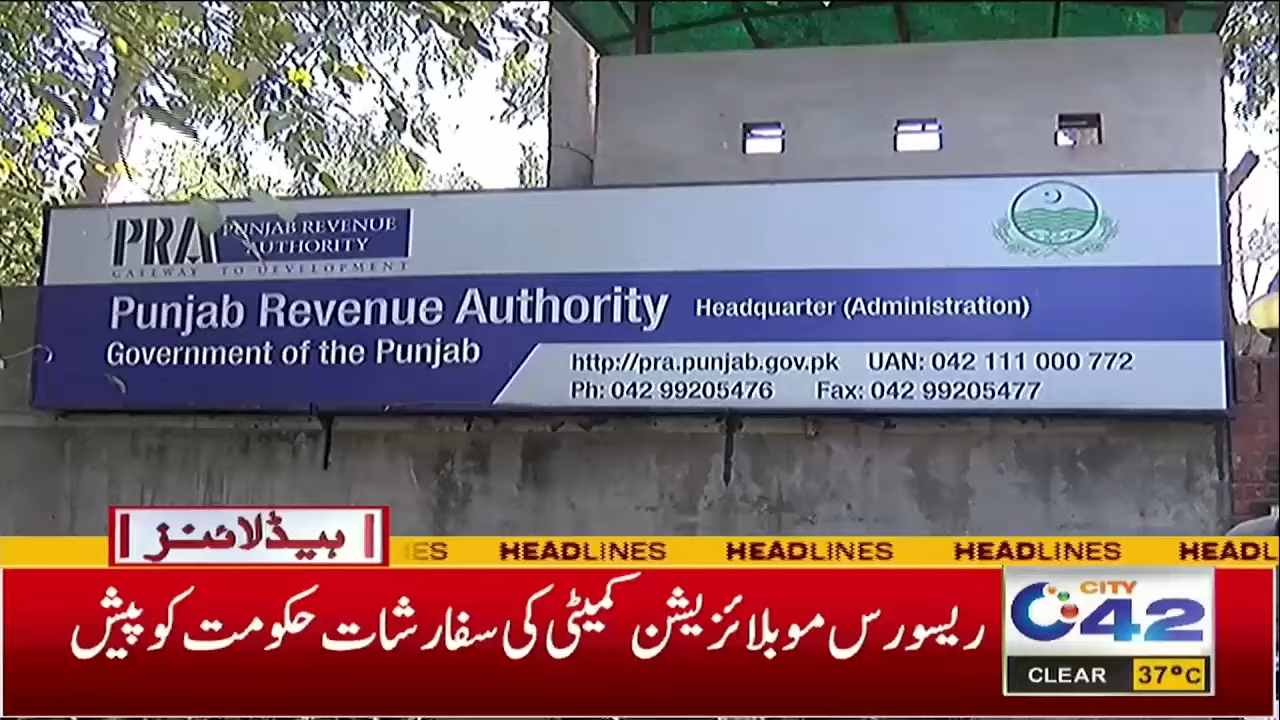 PRA PUNJAB REVENUE AUTHORITY
GATEWAY TO DEVELOPMENT
Punjab Revenue Authority Headquarter (Administration)
Government of the Punjab
http://pra.punjab.gov.pk UAN: 042 111 000 772
Ph: 042 99205476 Fax: 042 99205477
ہیڈلائنز
ES HEADLINES HEADLINES HEADLINES HEADL
ریسورس موبلائزیشن کمیٹی کی سفارشات حکومت کو پیش
CITY
42
CLEAR 37°C